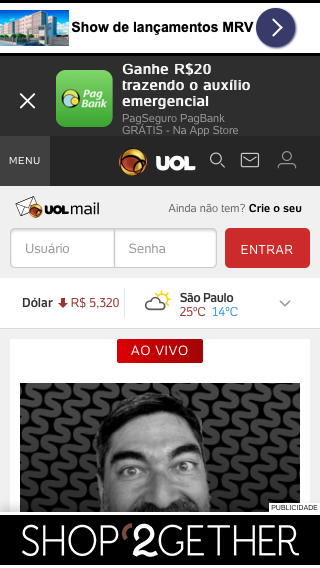 Show de lançamentos MRV
Ganhe R$20
trazendo o auxílio
emergencial
Pag
Bank
PagSeguro PagBank
GRÁTIS - Na App Store
MENU
UOL
UOL mail
Ainda não tem? Crie o seu
Usuário
Senha
ENTRAR
Dólar R$ 5,320
São Paulo
25ºC 14ºC
AO VIVO
PUBLICIDADE
SHOP2GETHER